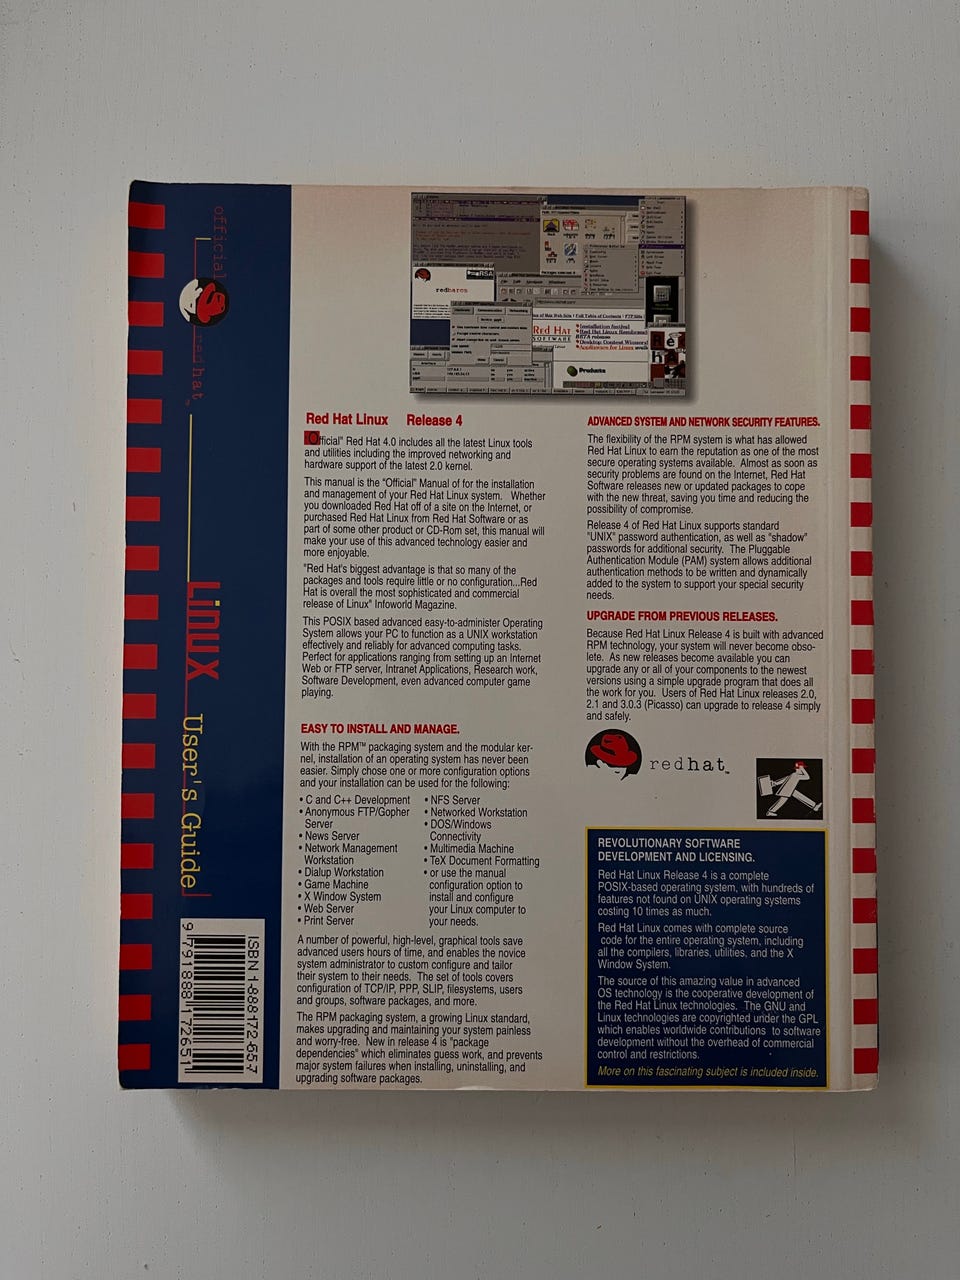 official
redhat
Linux
User's Guide
ISBN 1-888172-65-7
9 791888 172651
redbaron
RSA
Products
Red Hat Linux Release 4
"Official" Red Hat 4.0 includes all the latest Linux tools
and utilities including the improved networking and
hardware support of the latest 2.0 kernel.
This manual is the "Official" Manual of for the installation
and management of your Red Hat Linux system. Whether
you downloaded Red Hat off of a site on the Internet, or
purchased Red Hat Linux from Red Hat Software or as
part of some other product or CD-Rom set, this manual will
make your use of this advanced technology easier and
more enjoyable.
"Red Hat's biggest advantage is that so many of the
packages and tools require little or no configuration...Red
Hat is overall the most sophisticated and commercial
release of Linux" Infoworld Magazine.
This POSIX based advanced easy-to-administer Operating
System allows your PC to function as a UNIX workstation
effectively and reliably for advanced computing tasks.
Perfect for applications ranging from setting up an Internet
Web or FTP server, Intranet Applications, Research work,
Software Development, even advanced computer game
playing.
EASY TO INSTALL AND MANAGE.
With the RPM™ packaging system and the modular ker-
nel, installation of an operating system has never been
easier. Simply chose one or more configuration options
and your installation can be used for the following:
• C and C++ Development
• Anonymous FTP/Gopher
Server
• News Server
• Network Management
Workstation
• Dialup Workstation
• Game Machine
• X Window System
• Web Server
• Print Server
• NFS Server
• Networked Workstation
• DOS/Windows
Connectivity
• Multimedia Machine
• TeX Document Formatting
• or use the manual
configuration option to
install and configure
your Linux computer to
your needs.
A number of powerful, high-level, graphical tools save
advanced users hours of time, and enables the novice
system administrator to custom configure and tailor
their system to their needs. The set of tools covers
configuration of TCP/IP, PPP, SLIP, filesystems, users
and groups, software packages, and more.
The RPM packaging system, a growing Linux standard,
makes upgrading and maintaining your system painless
and worry-free. New in release 4 is "package
dependencies" which eliminates guess work, and prevents
major system failures when installing, uninstalling, and
upgrading software packages.
ADVANCED SYSTEM AND NETWORK SECURITY FEATURES.
The flexibility of the RPM system is what has allowed
Red Hat Linux to earn the reputation as one of the most
secure operating systems available. Almost as soon as
security problems are found on the Internet, Red Hat
Software releases new or updated packages to cope
with the new threat, saving you time and reducing the
possibility of compromise.
Release 4 of Red Hat Linux supports standard
"UNIX" password authentication, as well as "shadow"
passwords for additional security. The Pluggable
Authentication Module (PAM) system allows additional
authentication methods to be written and dynamically
added to the system to support your special security
needs.
UPGRADE FROM PREVIOUS RELEASES.
Because Red Hat Linux Release 4 is built with advanced
RPM technology, your system will never become obso-
lete. As new releases become available you can
upgrade any or all of your components to the newest
versions using a simple upgrade program that does all
the work for you. Users of Red Hat Linux releases 2.0,
2.1 and 3.0.3 (Picasso) can upgrade to release 4 simply
and safely.
redhat™
REVOLUTIONARY SOFTWARE
DEVELOPMENT AND LICENSING.
Red Hat Linux Release 4 is a complete
POSIX-based operating system, with hundreds of
features not found on UNIX operating systems
costing 10 times as much.
Red Hat Linux comes with complete source
code for the entire operating system, including
all the compilers, libraries, utilities, and the X
Window System.
The source of this amazing value in advanced
OS technology is the cooperative development of
the Red Hat Linux technologies. The GNU and
Linux technologies are copyrighted under the GPL
which enables worldwide contributions to software
development without the overhead of commercial
control and restrictions.
More on this fascinating subject is included inside.